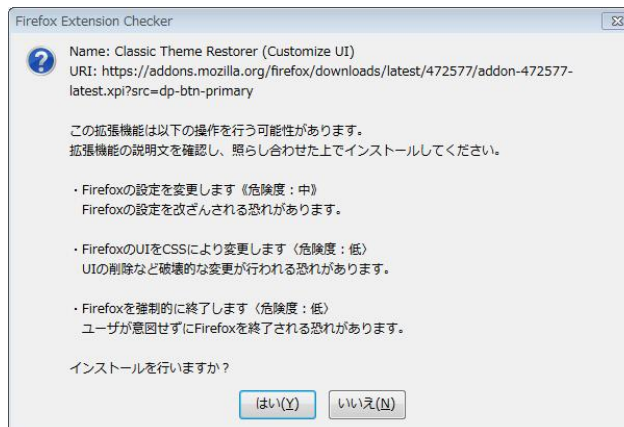 Firefox Extension Checker
Name: Classic Theme Restorer (Customize UI)
URI: https://addons.mozilla.org/firefox/downloads/latest/472577/addon-472577-
latest.xpi?src=dp-btn-primary
この拡張機能は以下の操作を行う可能性があります。
拡張機能の説明文を確認し、照らし合わせた上でインストールしてください。
・Firefoxの設定を変更します《危険度：中》
Firefoxの設定を改ざんされる恐れがあります。
・FirefoxのUIをCSSにより変更します〈危険度：低〉
UIの削除など破壊的な変更が行われる恐れがあります。
・Firefoxを強制的に終了します〈危険度：低〉
ユーザが意図せずにFirefoxを終了される恐れがあります。
インストールを行いますか？
はい(Y)
いいえ(N)